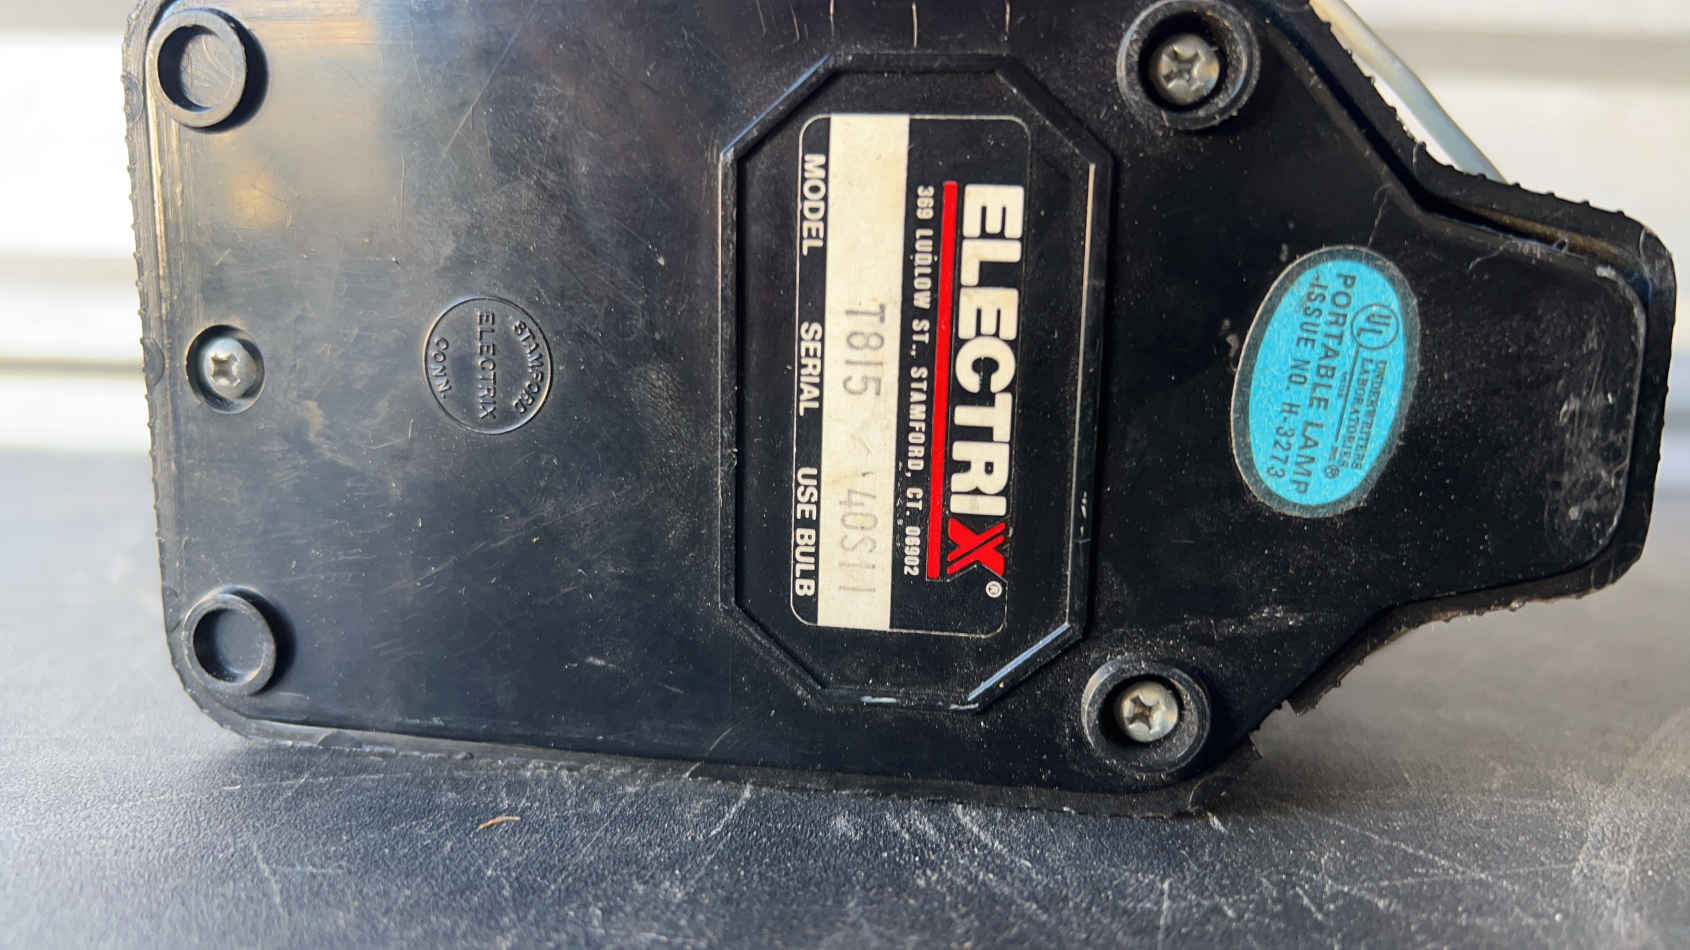 ELECTRIX®
369 LUDLOW ST., STAMFORD, CT. 06902
T815 40S11
MODEL SERIAL USE BULB
STAMFORD
ELECTRIX
CONN.
UL UNDERWRITERS
LABORATORIES INC.®
PORTABLE LAMP
ISSUE NO. H-3273